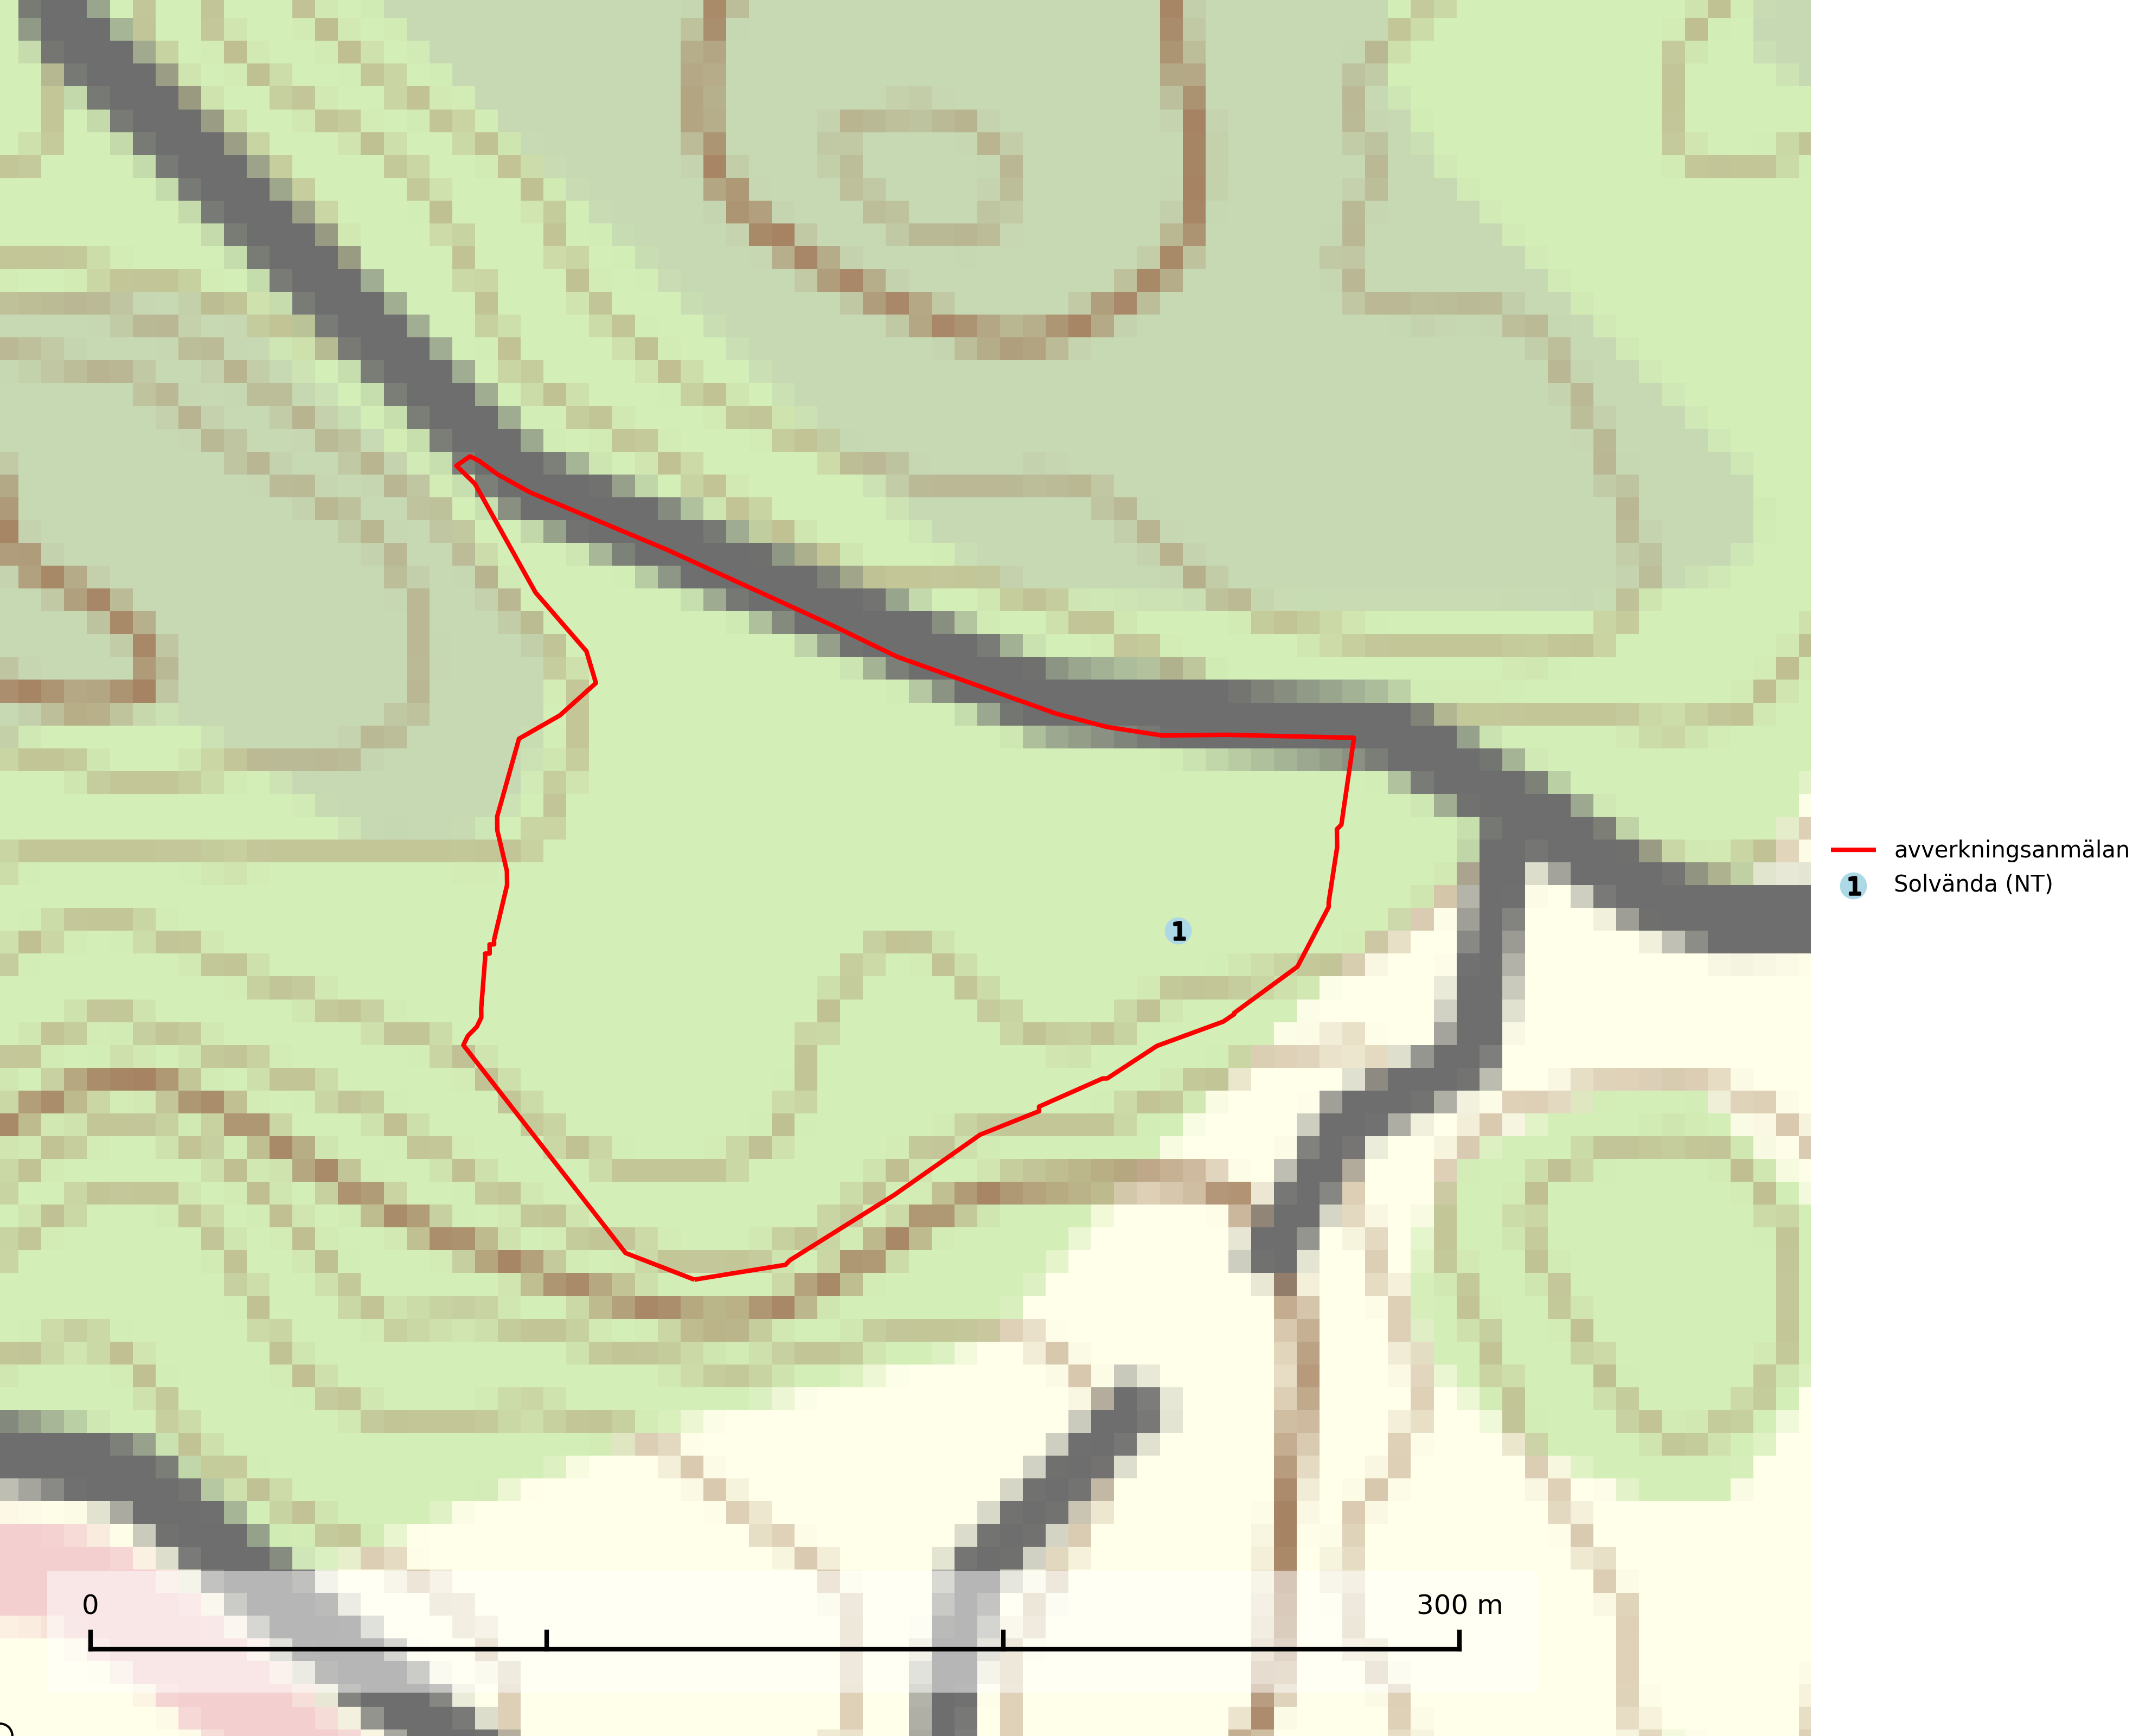 1
avverkningsanmälan
1 Solvända (NT)
0 300 m